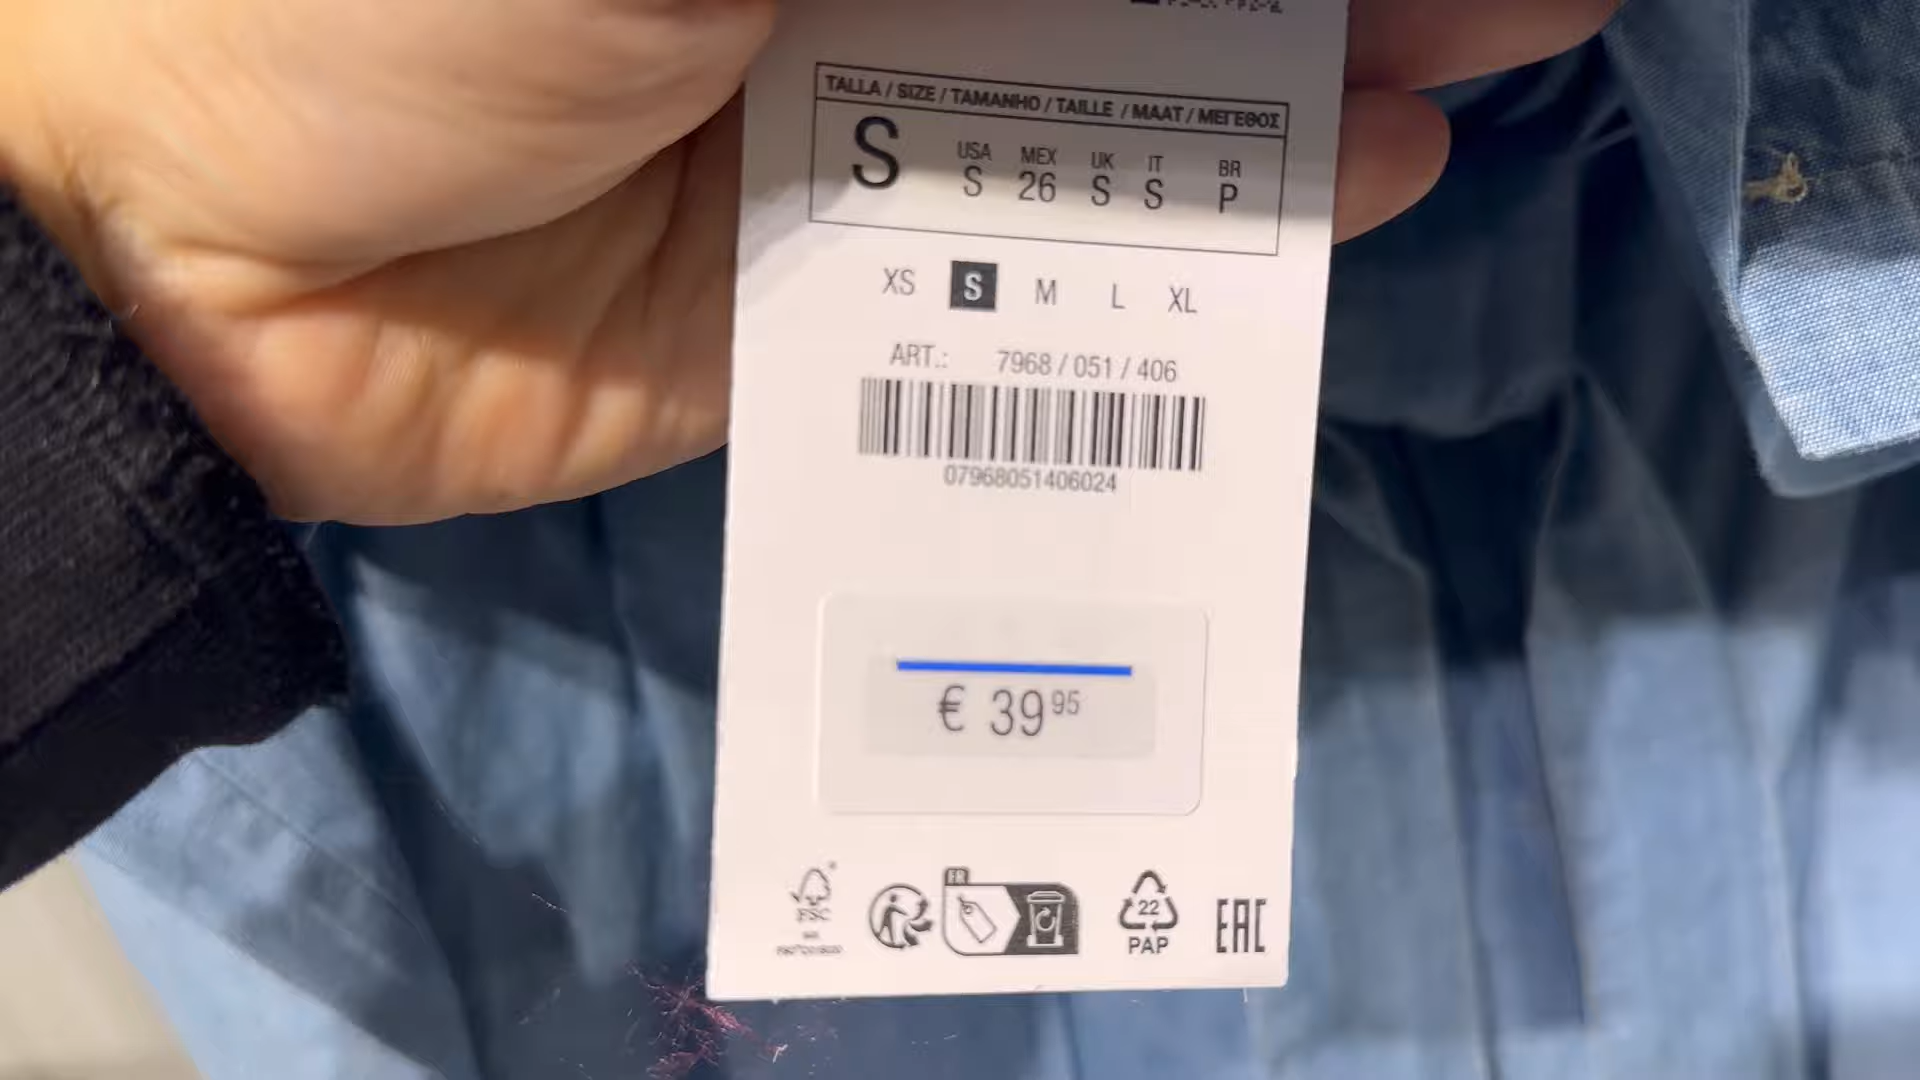 TALLA / SIZE / TAMANHO / TAILLE / MAAT / ΜΕΓΕΘΟΣ
S
USA MEX UK IT BR
S 26 S S P
XS S M L XL
ART.: 7968 / 051 / 406
07968051406024
€ 39 95
FR
FSC
22
PAP
EAC